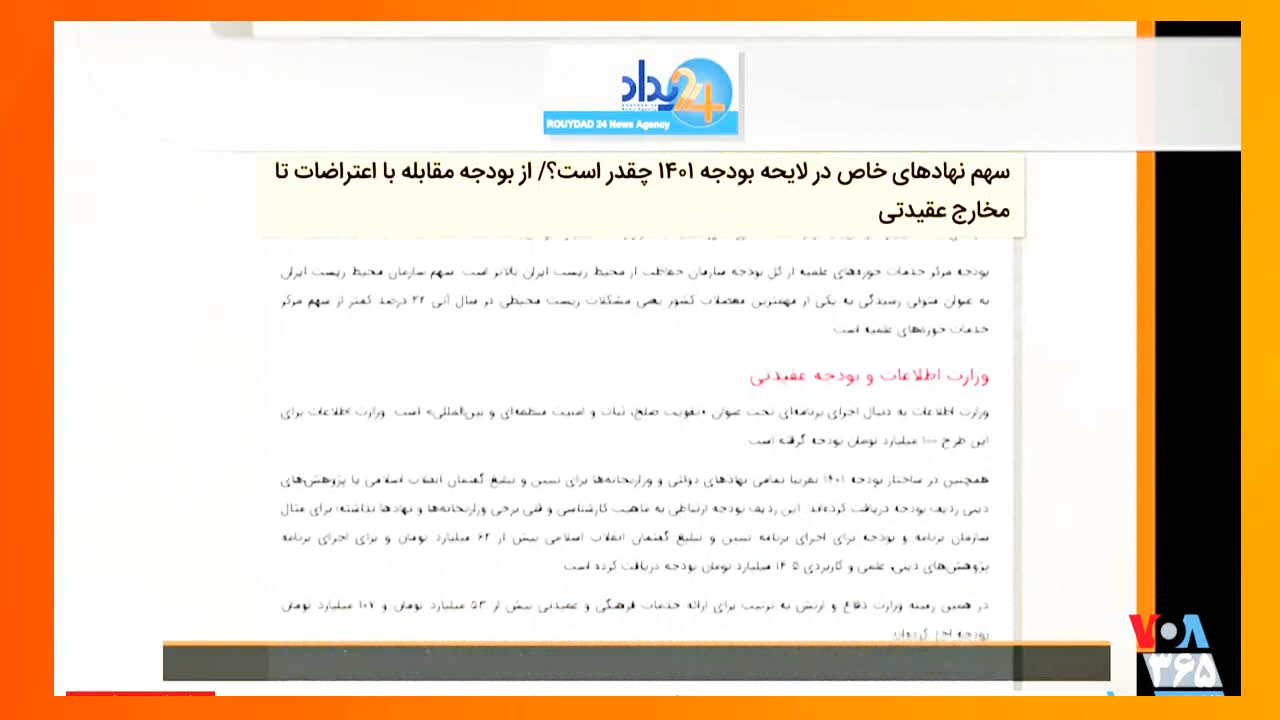 رویداد 24
ROUYDAD 24 News Agency
سهم نهادهای خاص در لایحه بودجه ۱۴۰۱ چقدر است؟/ از بودجه مقابله با اعتراضات تا
مخارج عقیدتی
بودجه مرکز خدمات حوزه‌های علمیه از کل بودجه سازمان حفاظت از محیط زیست ایران بالاتر است. سهم سازمان محیط زیست ایران
به عنوان متولی رسیدگی به یکی از مهمترین معضلات کشور یعنی مشکلات زیست محیطی در سال آتی ۲۲ درصد کمتر از سهم مرکز
خدمات حوزه‌های علمیه است.
وزارت اطلاعات و بودجه عقیدتی
وزارت اطلاعات به دنبال اجرای برنامه‌ای تحت عنوان «تقویت صلح، ثبات و امنیت منطقه‌ای و بین‌المللی» است. وزارت اطلاعات برای
این طرح ۱۰۰ میلیارد تومان بودجه گرفته است.
همچنین در ساختار بودجه ۱۴۰۱ تقریبا تمامی نهادهای دولتی و وزارتخانه‌ها برای تبیین و تبلیغ گفتمان انقلاب اسلامی یا پژوهش‌های
دینی ردیف بودجه دریافت کرده‌اند. این ردیف بودجه ارتباطی به ماهیت کارشناسی و فنی برخی وزارتخانه‌ها و نهادها نداشته؛ برای مثال
سازمان برنامه و بودجه برای اجرای برنامه تبیین و تبلیغ گفتمان انقلاب اسلامی بیش از ۶۲ میلیارد تومان و برای اجرای برنامه
پژوهش‌های دینی، علمی و کاربردی ۱۴.۵ میلیارد تومان بودجه دریافت کرده است.
در همین زمینه وزارت دفاع و ارتش به ترتیب برای ارائه خدمات فرهنگی و عقیدتی بیش از ۵۳ میلیارد تومان و ۱۰۷ میلیارد تومان
بودجه اخذ کرده‌اند.
VOA
۳۶۵